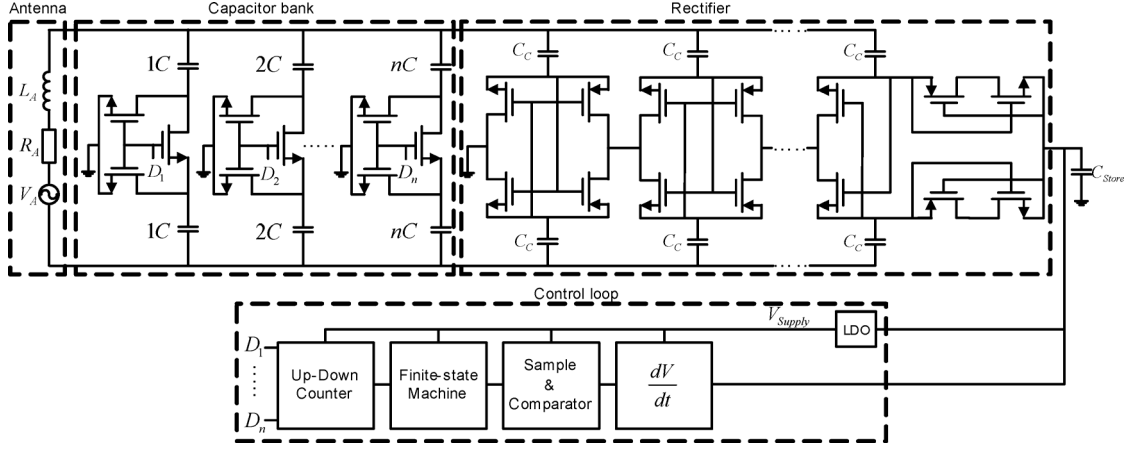 Antenna Capacitor bank Rectifier
1C 2C nC C_C C_C C_C
L_A
R_A
D_1 D_2 D_n
V_A
C_Store
1C 2C nC C_C C_C C_C
Control loop
V_Supply LDO
D_1
Up-Down Counter
Finite-state Machine
Sample & Comparator
dV
dt
D_n